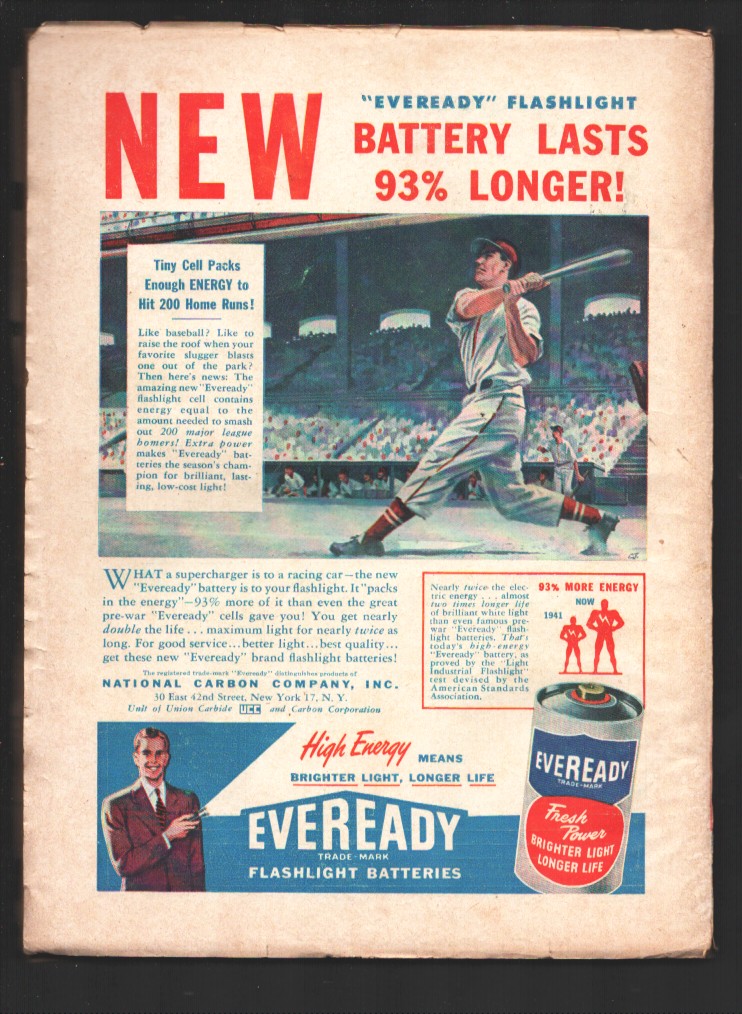 NEW
"EVEREADY" FLASHLIGHT
BATTERY LASTS
93% LONGER!
Tiny Cell Packs
Enough ENERGY to
Hit 200 Home Runs!
Like baseball? Like to
raise the roof when your
favorite slugger blasts
one out of the park?
Then here's news: The
amazing new "Eveready"
flashlight cell contains
energy equal to the
amount needed to smash
out 200 major league
homers! Extra power
makes "Eveready" bat-
teries the season's cham-
pion for brilliant, last-
ing, low-cost light!
WHAT a supercharger is to a racing car—the new
"Eveready" battery is to your flashlight. It "packs
in the energy"—93% more of it than even the great
pre-war "Eveready" cells gave you! You get nearly
double the life . . . maximum light for nearly twice as
long. For good service...better light...best quality...
get these new "Eveready" brand flashlight batteries!
The registered trade-mark "Eveready" distinguishes products of
NATIONAL CARBON COMPANY, INC.
30 East 42nd Street, New York 17, N. Y.
Unit of Union Carbide UCC and Carbon Corporation
Nearly twice the elec-
tric energy . . . almost
two times longer life
of brilliant white light
than even famous pre-
war "Eveready" flash-
light batteries. That's
today's high-energy
"Eveready" battery, as
proved by the "Light
Industrial Flashlight"
test devised by the
American Standards
Association.
93% MORE ENERGY
NOW
1941
High Energy MEANS
BRIGHTER LIGHT, LONGER LIFE
EVEREADY
TRADE-MARK
FLASHLIGHT BATTERIES
EVEREADY
TRADE-MARK
Fresh
Power
BRIGHTER LIGHT
LONGER LIFE